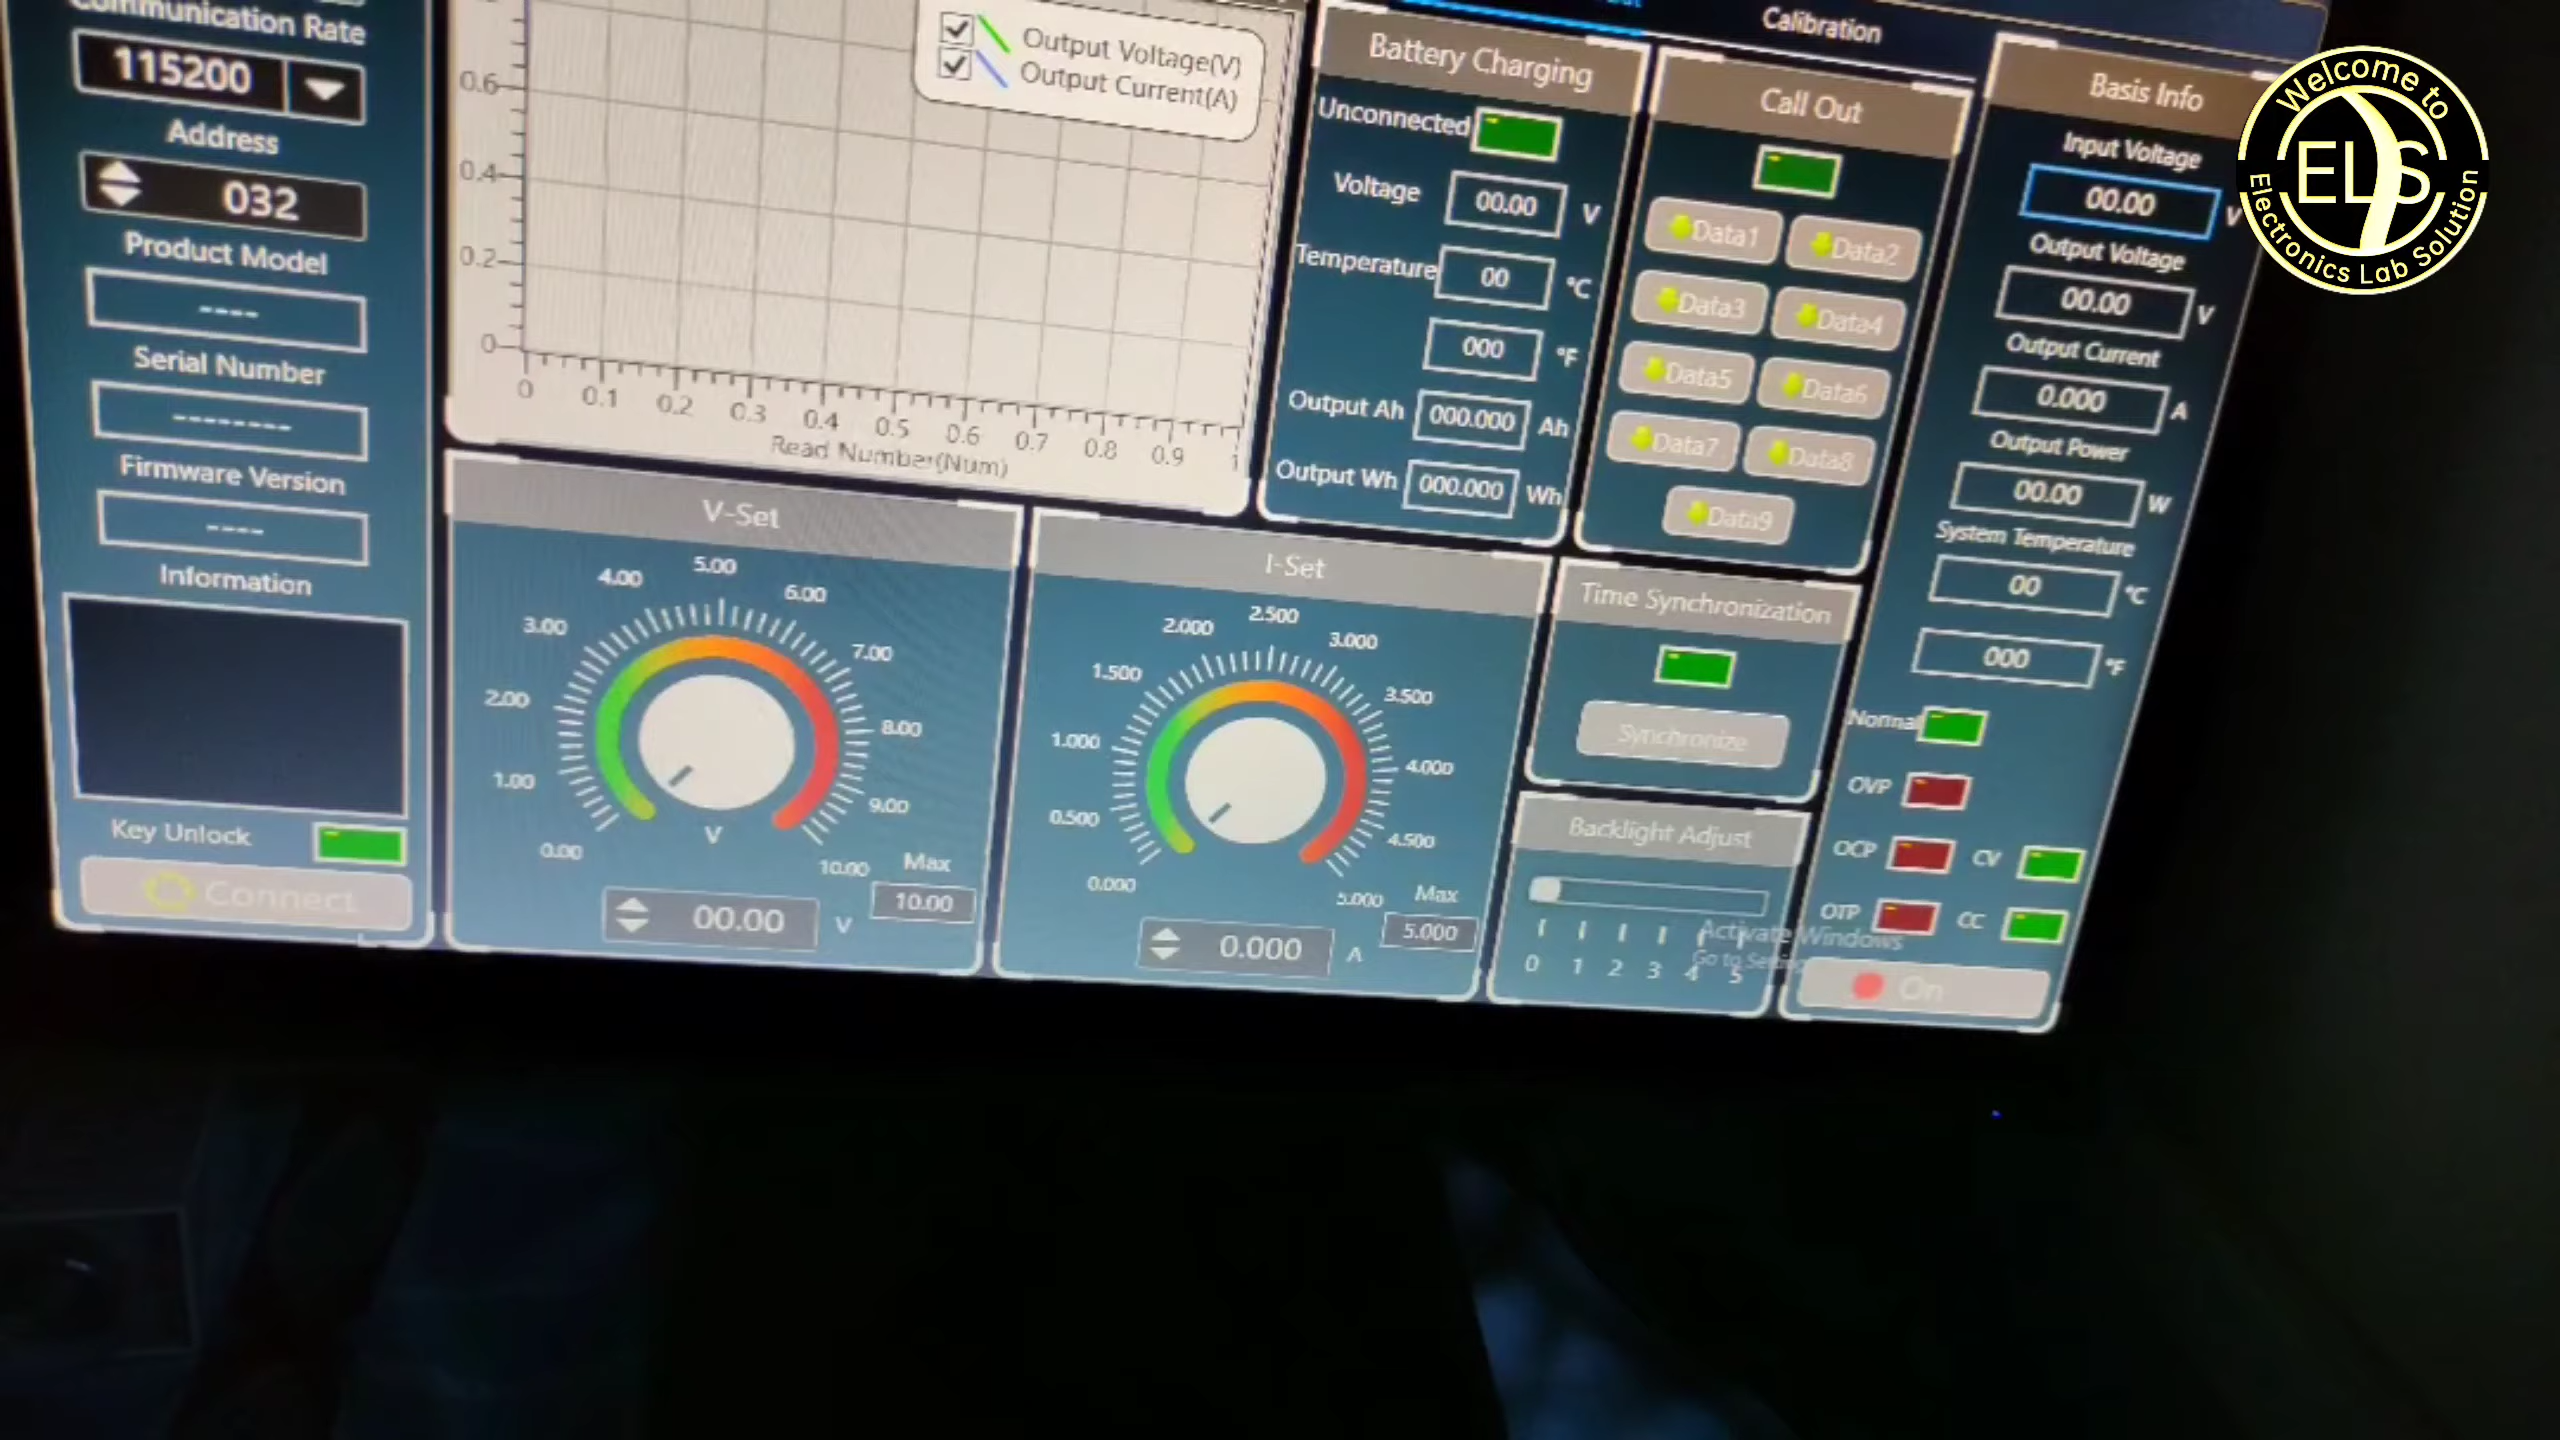 Communication Rate
115200
Address
032
Product Model
----
Serial Number
--------
Firmware Version
----
Information
Key Unlock
Connect
Output Voltage(V)
Output Current(A)
0.6
0.4
0.2
0
0 0.1 0.2 0.3 0.4 0.5 0.6 0.7 0.8 0.9 1
Read Number(Num)
V-Set
0.00 1.00 2.00 3.00 4.00 5.00 6.00 7.00 8.00 9.00 10.00
V
Max
10.00
00.00 V
I-Set
0.000 0.500 1.000 1.500 2.000 2.500 3.000 3.500 4.000 4.500 5.000
Max
5.000
0.000 A
Calibration
Battery Charging
Unconnected
Voltage 00.00 V
Temperature 00 °C
000 °F
Output Ah 000.000 Ah
Output Wh 000.000 Wh
Call Out
Data1 Data2
Data3 Data4
Data5 Data6
Data7 Data8
Data9
Time Synchronization
Synchronize
Backlight Adjust
0 1 2 3 4 5
Activate Windows
Go to
Basis Info
Input Voltage
00.00 V
Output Voltage
00.00 V
Output Current
0.000 A
Output Power
00.00 W
System Temperature
00 °C
000 °F
Normal
OVP
OCP CV
OTP CC
On
Welcome to
ELS
Electronics Lab Solution